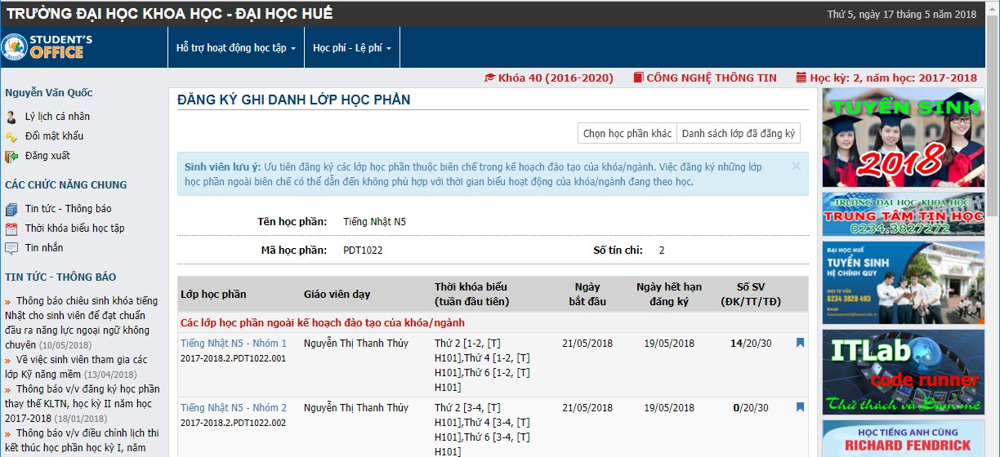 TRƯỜNG ĐẠI HỌC KHOA HỌC - ĐẠI HỌC HUẾ
Thứ 5, ngày 17 tháng 5 năm 2018
STUDENT'S
OFFICE
Hỗ trợ hoạt động học tập
Học phí - Lệ phí
Khóa 40 (2016-2020)
CÔNG NGHỆ THÔNG TIN
Học kỳ: 2, năm học: 2017-2018
Nguyễn Văn Quốc
Lý lịch cá nhân
Đổi mật khẩu
Đăng xuất
CÁC CHỨC NĂNG CHUNG
Tin tức - Thông báo
Thời khóa biểu học tập
Tin nhắn
TIN TỨC - THÔNG BÁO
» Thông báo chiêu sinh khóa tiếng
Nhật cho sinh viên để đạt chuẩn
đầu ra năng lực ngoại ngữ không
chuyên (10/05/2018)
» Về việc sinh viên tham gia các
lớp Kỹ năng mềm (13/04/2018)
» Thông báo v/v đăng ký học phần
thay thế KLTN, học kỳ II năm học
2017-2018 (18/01/2018)
» Thông báo v/v điều chỉnh lịch thi
kết thúc học phần học kỳ I, năm
ĐĂNG KÝ GHI DANH LỚP HỌC PHẦN
Chọn học phần khác
Danh sách lớp đã đăng ký
Sinh viên lưu ý: Ưu tiên đăng ký các lớp học phần thuộc biên chế trong kế hoạch đào tạo của khóa/ngành. Việc đăng ký những lớp
học phần ngoài biên chế có thể dẫn đến không phù hợp với thời gian biểu hoạt động của khóa/ngành đang theo học.
×
Tên học phần: Tiếng Nhật N5
Mã học phần: PDT1022
Số tín chỉ: 2
Lớp học phần
Giáo viên dạy
Thời khóa biểu
(tuần đầu tiên)
Ngày
bắt đầu
Ngày hết hạn
đăng ký
Số SV
(ĐK/TT/TĐ)
Các lớp học phần ngoài kế hoạch đào tạo của khóa/ngành
Tiếng Nhật N5 - Nhóm 1
2017-2018.2.PDT1022.001
Nguyễn Thị Thanh Thủy
Thứ 2 [1-2, [T]
H101],Thứ 4 [1-2, [T]
H101],Thứ 6 [1-2, [T]
H101]
21/05/2018
19/05/2018
14/20/30
Tiếng Nhật N5 - Nhóm 2
2017-2018.2.PDT1022.002
Nguyễn Thị Thanh Thủy
Thứ 2 [3-4, [T]
H101],Thứ 4 [3-4, [T]
H101],Thứ 6 [3-4, [T]
H101]
21/05/2018
19/05/2018
0/20/30
TUYỂN SINH
2018
TRƯỜNG ĐẠI HỌC KHOA HỌC
TRUNG TÂM TIN HỌC
0234.3827272
ĐẠI HỌC HUẾ
TUYỂN SINH
HỆ CHÍNH QUY
0234 3828 493
ITLab
code runner
Thử thách và Đam mê
HỌC TIẾNG ANH CÙNG
RICHARD FENDRICK